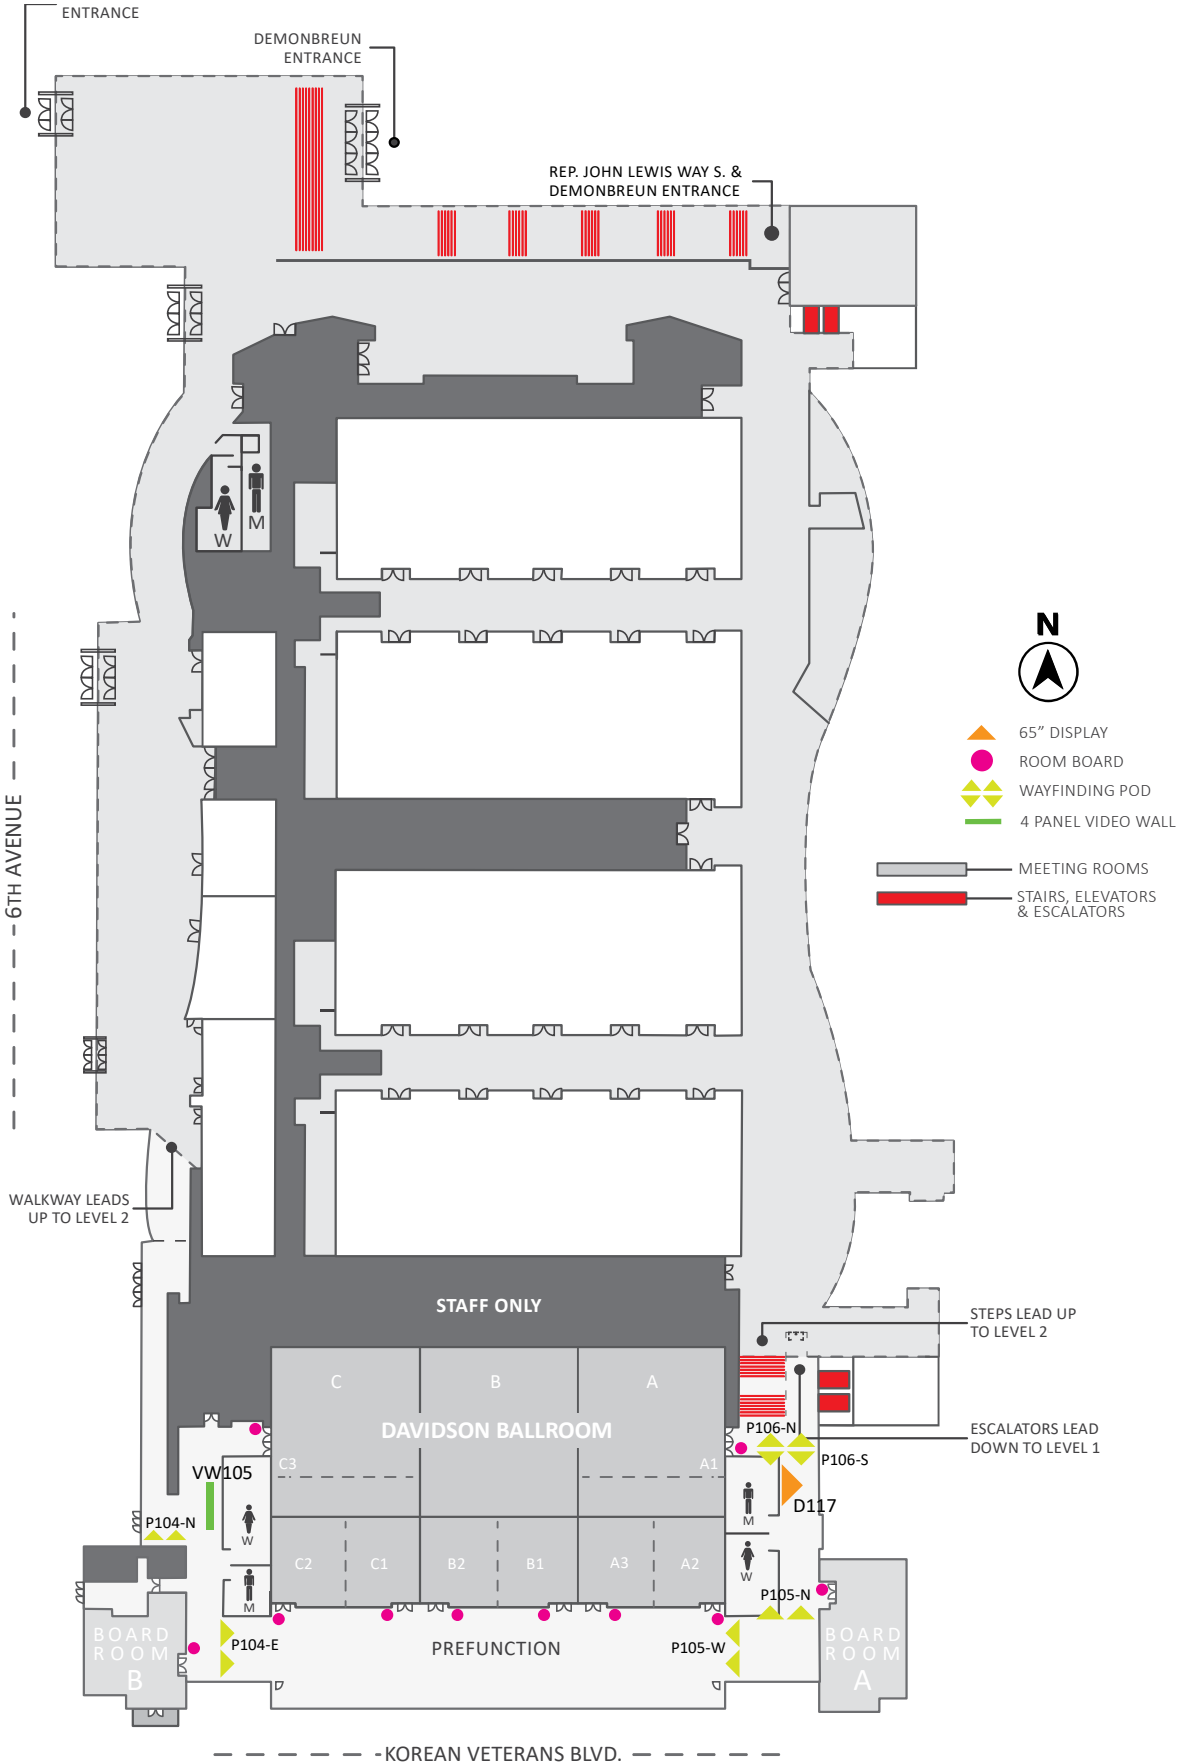 ENTRANCE
DEMONBREUN
ENTRANCE
REP. JOHN LEWIS WAY S. &
DEMONBREUN ENTRANCE
W
M
N
65” DISPLAY
ROOM BOARD
WAYFINDING POD
4 PANEL VIDEO WALL
MEETING ROOMS
STAIRS, ELEVATORS
& ESCALATORS
6TH AVENUE
WALKWAY LEADS
UP TO LEVEL 2
STAFF ONLY
STEPS LEAD UP
TO LEVEL 2
C
B
A
DAVIDSON BALLROOM
P106-N
ESCALATORS LEAD
DOWN TO LEVEL 1
P106-S
C3
A1
VW105
D117
P104-N
W
M
M
W
C2
C1
B2
B1
A3
A2
P105-N
BOARD
ROOM
B
P104-E
PREFUNCTION
P105-W
BOARD
ROOM
A
KOREAN VETERANS BLVD.